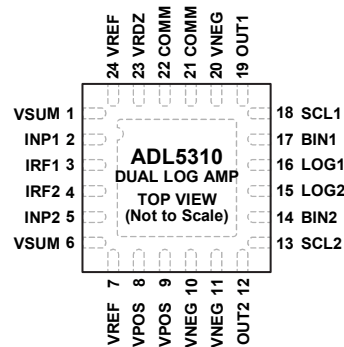 24 VREF
23 VRDZ
22 COMM
21 COMM
20 VNEG
19 OUT1
VSUM 1
INP1 2
IRF1 3
IRF2 4
INP2 5
VSUM 6
ADL5310
DUAL LOG AMP
TOP VIEW
(Not to Scale)
18 SCL1
17 BIN1
16 LOG1
15 LOG2
14 BIN2
13 SCL2
VREF 7
VPOS 8
VPOS 9
VNEG 10
VNEG 11
OUT2 12